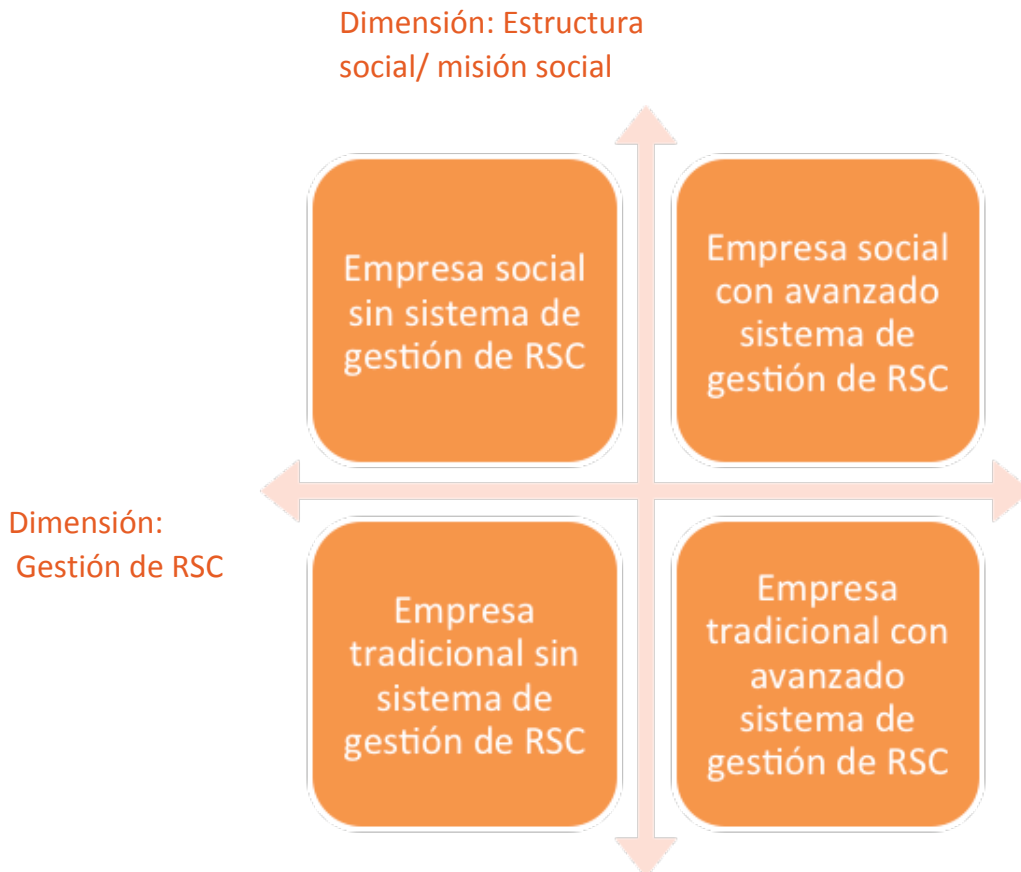 Dimensión: Estructura
social/ misión social
Empresa social
sin sistema de
gestión de RSC
Empresa social
con avanzado
sistema de
gestión de RSC
Dimensión:
Gestión de RSC
Empresa
tradicional sin
sistema de
gestión de RSC
Empresa
tradicional con
avanzado
sistema de
gestión de RSC